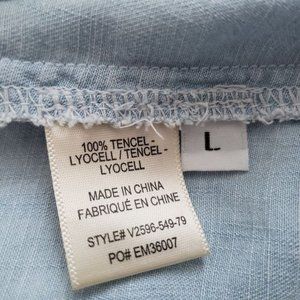 100% TENCEL -
LYOCELL / TENCEL -
LYOCELL
MADE IN CHINA
FABRIQUÉ EN CHINE
STYLE# V2596-549-79
PO# EM36007
L